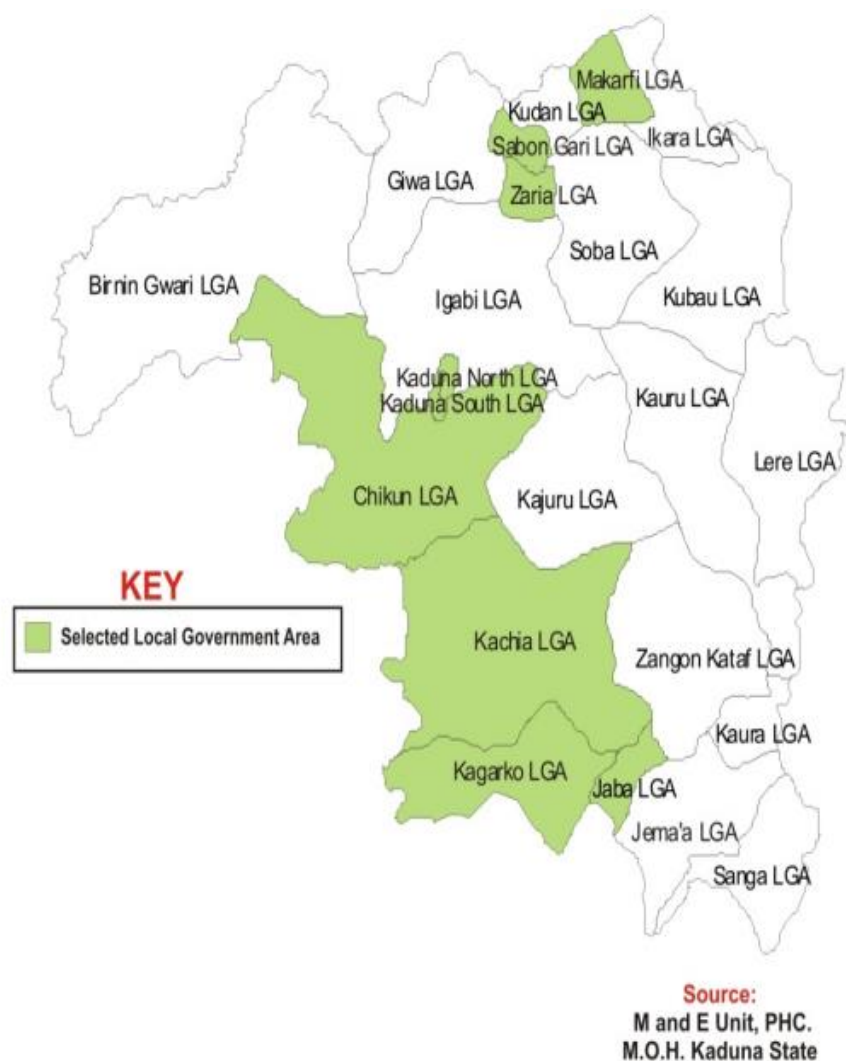 Makarfi LGA
Kudan LGA
Ikara LGA
Sabon Gari LGA
Giwa LGA
Zaria LGA
Soba LGA
Birnin Gwari LGA
Igabi LGA
Kubau LGA
Kaduna North LGA
Kaduna South LGA
Kauru LGA
Lere LGA
Chikun LGA
Kajuru LGA
KEY
Selected Local Government Area
Kachia LGA
Zangon Kataf LGA
Kaura LGA
Kagarko LGA
Jaba LGA
Jema'a LGA
Sanga LGA
Source:
M and E Unit, PHC.
M.O.H. Kaduna State